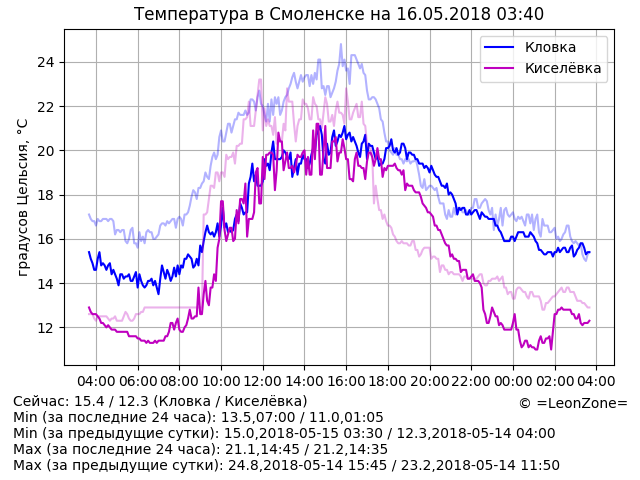 Температура в Смоленске на 16.05.2018 03:40
Кловка
Киселёвка
градусов Цельсия, °C
24
22
20
18
16
14
12
04:00 06:00 08:00 10:00 12:00 14:00 16:00 18:00 20:00 22:00 00:00 02:00 04:00
Сейчас: 15.4 / 12.3 (Кловка / Киселёвка)
© =LeonZone=
Min (за последние 24 часа): 13.5,07:00 / 11.0,01:05
Min (за предыдущие сутки): 15.0,2018-05-15 03:30 / 12.3,2018-05-14 04:00
Max (за последние 24 часа): 21.1,14:45 / 21.2,14:35
Max (за предыдущие сутки): 24.8,2018-05-14 15:45 / 23.2,2018-05-14 11:50